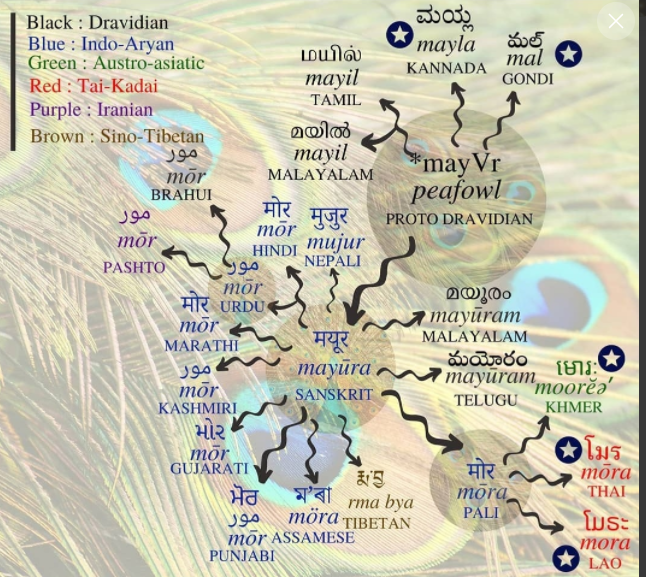 Black : Dravidian
Blue : Indo-Aryan
Green : Austro-asiatic
Red : Tai-Kadai
Purple : Iranian
Brown : Sino-Tibetan
ಮಯ್ಲ
mayla
KANNADA
మల్
mal
GONDI
மயில்
mayil
TAMIL
മയിൽ
mayil
MALAYALAM
*mayVr
peafowl
PROTO DRAVIDIAN
مور
mōr
BRAHUI
مور
mōr
PASHTO
मोर
mōr
HINDI
मुजुर
mujur
NEPALI
مور
mōr
URDU
मोर
mōr
MARATHI
مور
mōr
KASHMIRI
મોર
mōr
GUJARATI
मयूर
mayūra
SANSKRIT
മയൂരം
mayūram
MALAYALAM
మయోరం
mayūram
TELUGU
មោរៈ
mooreĕəʼ
KHMER
ਮੋਰ
مور
mōr
PUNJABI
ম'ৰা
möra
ASSAMESE
རྨ་བྱ
rma bya
TIBETAN
मोर
mōra
PALI
โมร
mōra
THAI
ໂມຣະ
mora
LAO